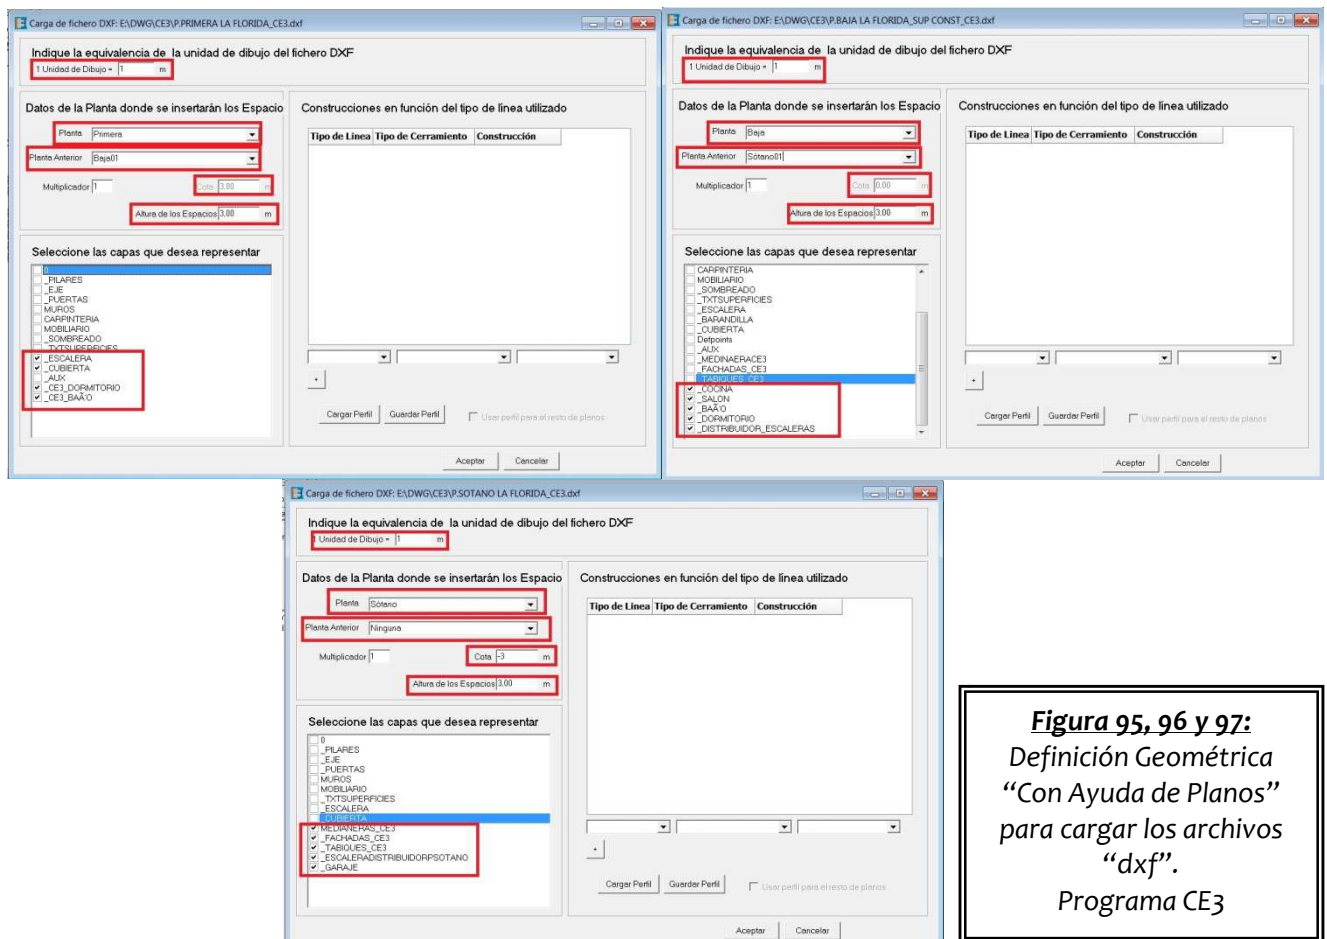 Carga de fichero DXF: E:\DWG\CE3\P.PRIMERA LA FLORIDA_CE3.dxf
Indique la equivalencia de la unidad de dibujo del fichero DXF
1 Unidad de Dibujo = 1 m
Datos de la Planta donde se insertarán los Espacio
Planta Primera
Planta Anterior Baja01
Multiplicador 1 Cota 3,00 m
Altura de los Espacios 3,00 m
Seleccione las capas que desea representar
0
_PILARES
_EJE
_PUERTAS
MUROS
CARPINTERIA
MOBILIARIO
_SOMBREADO
_TXTSUPERFICIES
_ESCALERA
_CUBIERTA
_AUX
_CE3_DORMITORIO
_CE3_BAÃ'O
Construcciones en función del tipo de línea utilizado
Tipo de Linea Tipo de Cerramiento Construcción
+
Cargar Perfil Guardar Perfil Usar perfil para el resto de planos
Aceptar Cancelar
Carga de fichero DXF: E:\DWG\CE3\P.BAJA LA FLORIDA_SUP CONST_CE3.dxf
Indique la equivalencia de la unidad de dibujo del fichero DXF
1 Unidad de Dibujo = 1 m
Datos de la Planta donde se insertarán los Espacio
Planta Baja
Planta Anterior Sótano01
Multiplicador 1 Cota 0,00 m
Altura de los Espacios 3,00 m
Seleccione las capas que desea representar
CARPINTERIA
MOBILIARIO
_SOMBREADO
_TXTSUPERFICIES
_ESCALERA
_BARANDILLA
_CUBIERTA
Defpoints
_AUX
_MEDINAERACE3
_FACHADAS_CE3
_TABIQUES_CE3
_COCINA
_SALON
_BAÃ'O
_DORMITORIO
_DISTRIBUIDOR_ESCALERAS
Construcciones en función del tipo de línea utilizado
Tipo de Linea Tipo de Cerramiento Construcción
+
Cargar Perfil Guardar Perfil Usar perfil para el resto de planos
Aceptar Cancelar
Carga de fichero DXF: E:\DWG\CE3\P.SOTANO LA FLORIDA_CE3.dxf
Indique la equivalencia de la unidad de dibujo del fichero DXF
1 Unidad de Dibujo = 1 m
Datos de la Planta donde se insertarán los Espacio
Planta Sótano
Planta Anterior Ninguna
Multiplicador 1 Cota -3 m
Altura de los Espacios 3,00 m
Seleccione las capas que desea representar
0
_PILARES
_EJE
_PUERTAS
MUROS
MOBILIARIO
_TXTSUPERFICIES
_ESCALERA
_CUBIERTA
MEDIANERAS_CE3
_FACHADAS_CE3
_TABIQUES_CE3
_ESCALERADISTRIBUIDORPSOTANO
_GARAJE
Construcciones en función del tipo de línea utilizado
Tipo de Linea Tipo de Cerramiento Construcción
+
Cargar Perfil Guardar Perfil Usar perfil para el resto de planos
Aceptar Cancelar
Figura 95, 96 y 97:
Definición Geométrica
“Con Ayuda de Planos”
para cargar los archivos
“dxf”.
Programa CE3